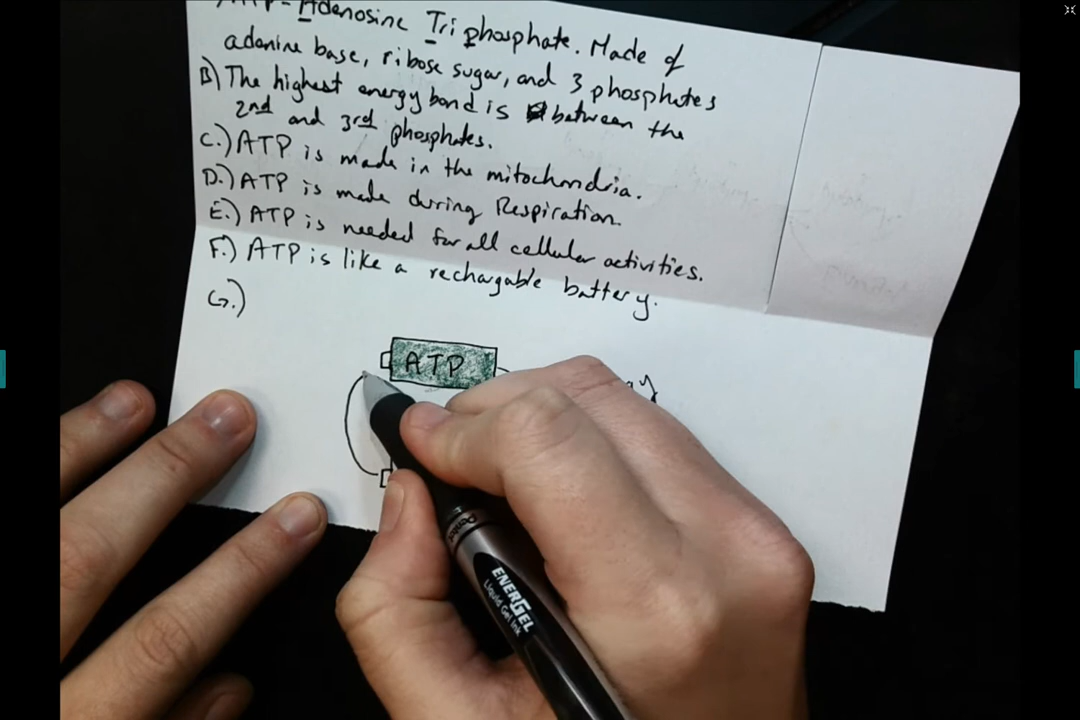 ATP - Adenosine Triphosphate. Made of
adenine base, ribose sugar, and 3 phosphates
B) The highest energy bond is between the
2nd and 3rd phosphates.
C.) ATP is made in the mitochondria.
D.) ATP is made during Respiration.
E.) ATP is needed for all cellular activities.
F.) ATP is like a rechargable battery.
G.)
ATP
ENERGEL
Liquid Gel Ink